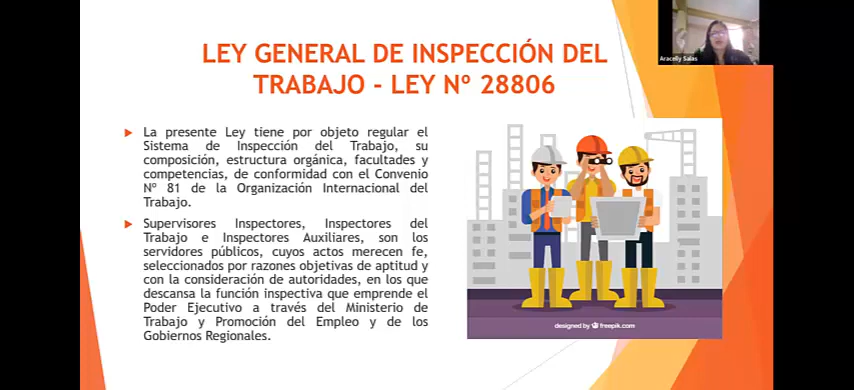 LEY GENERAL DE INSPECCIÓN DEL
TRABAJO - LEY Nº 28806
La presente Ley tiene por objeto regular el
Sistema de Inspección del Trabajo, su
composición, estructura orgánica, facultades y
competencias, de conformidad con el Convenio
Nº 81 de la Organización Internacional del
Trabajo.
Supervisores Inspectores, Inspectores del
Trabajo e Inspectores Auxiliares, son los
servidores públicos, cuyos actos merecen fe,
seleccionados por razones objetivas de aptitud y
con la consideración de autoridades, en los que
descansa la función inspectiva que emprende el
Poder Ejecutivo a través del Ministerio de
Trabajo y Promoción del Empleo y de los
Gobiernos Regionales.
designed by freepik.com
Aracelly Salas